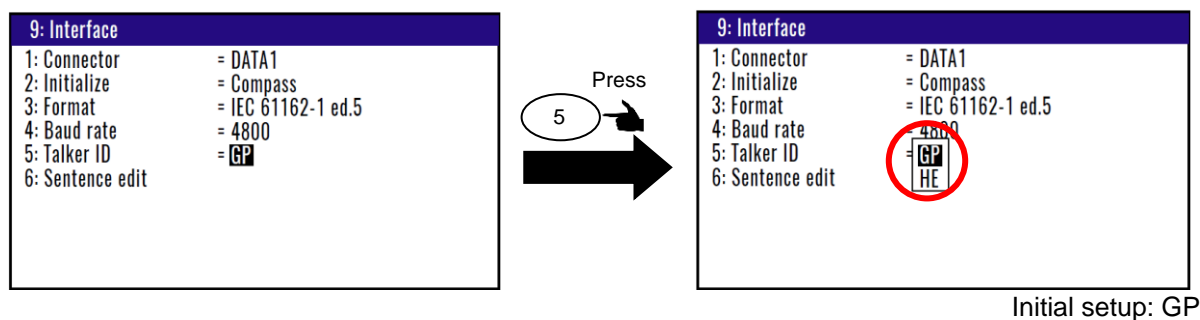 9: Interface
1: Connector = DATA1
2: Initialize = Compass
3: Format = IEC 61162-1 ed.5
4: Baud rate = 4800
5: Talker ID = GP
6: Sentence edit
Press
5
9: Interface
1: Connector = DATA1
2: Initialize = Compass
3: Format = IEC 61162-1 ed.5
4: Baud rate = 4800
5: Talker ID = GP
6: Sentence edit HE
Initial setup: GP